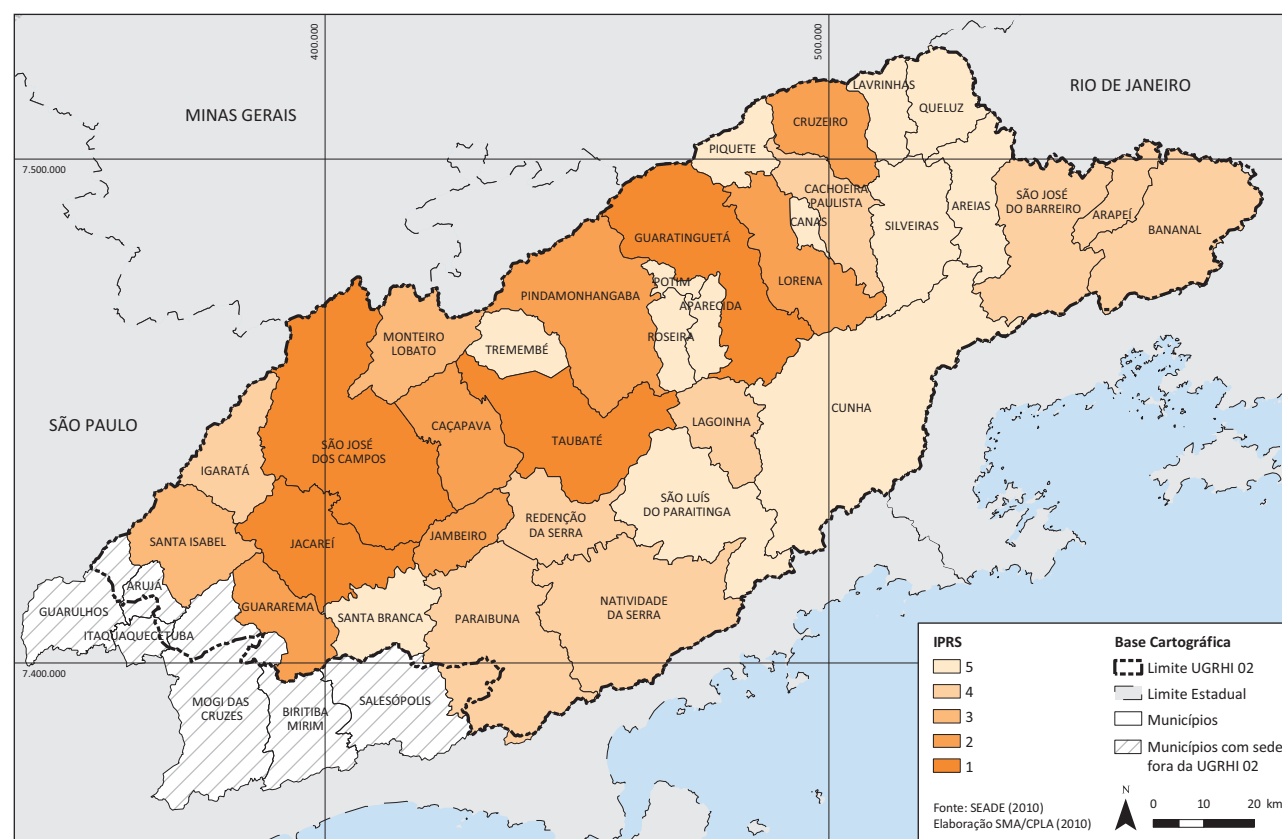 400.000
500.000
MINAS GERAIS
RIO DE JANEIRO
LAVRINHAS
QUELUZ
CRUZEIRO
PIQUETE
7.500.000
CACHOEIRA
PAULISTA
SÃO JOSÉ
DO BARREIRO
AREIAS
ARAPEÍ
BANANAL
CANAS
SILVEIRAS
GUARATINGUETÁ
LORENA
POTIM
PINDAMONHANGABA
APARECIDA
MONTEIRO
LOBATO
ROSEIRA
TREMEMBÉ
CUNHA
SÃO PAULO
CAÇAPAVA
LAGOINHA
TAUBATÉ
SÃO JOSÉ
DOS CAMPOS
IGARATÁ
SÃO LUÍS
DO PARAITINGA
REDENÇÃO
DA SERRA
JAMBEIRO
SANTA ISABEL
JACAREÍ
ARUJÁ
GUARULHOS
GUARAREMA
NATIVIDADE
DA SERRA
SANTA BRANCA
PARAIBUNA
ITAQUAQUECETUBA
7.400.000
MOGI DAS
CRUZES
SALESÓPOLIS
BIRITIBA
MIRIM
IPRS
5
4
3
2
1
Base Cartográfica
Limite UGRHI 02
Limite Estadual
Municípios
Municípios com sede
fora da UGRHI 02
Fonte: SEADE (2010)
Elaboração SMA/CPLA (2010)
N
0 10 20 km